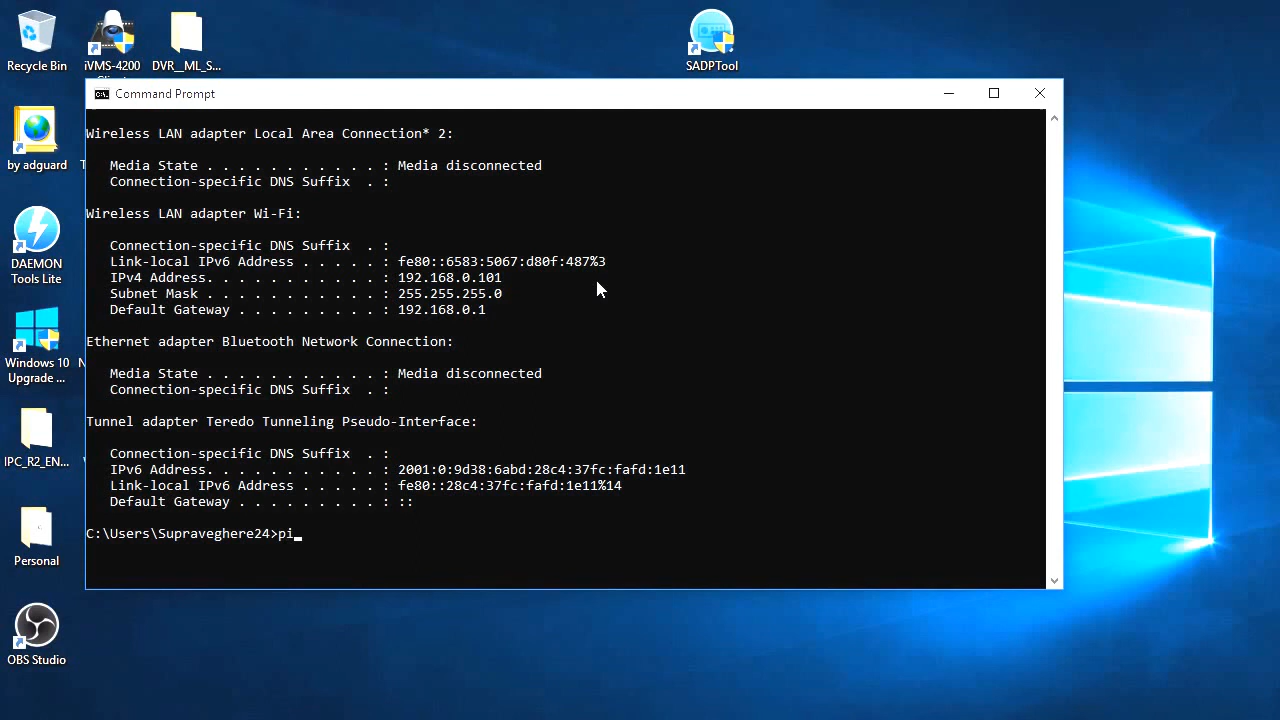 Recycle Bin
iVMS-4200
DVR__ML_S...
SADPTool
by adguard
DAEMON
Tools Lite
Windows 10
Upgrade ...
IPC_R2_EN...
Personal
OBS Studio
Command Prompt
Wireless LAN adapter Local Area Connection* 2:
Media State . . . . . . . . . . . : Media disconnected
Connection-specific DNS Suffix  . :
Wireless LAN adapter Wi-Fi:
Connection-specific DNS Suffix  . :
Link-local IPv6 Address . . . . . : fe80::6583:5067:d80f:487%3
IPv4 Address. . . . . . . . . . . : 192.168.0.101
Subnet Mask . . . . . . . . . . . : 255.255.255.0
Default Gateway . . . . . . . . . : 192.168.0.1
Ethernet adapter Bluetooth Network Connection:
Media State . . . . . . . . . . . : Media disconnected
Connection-specific DNS Suffix  . :
Tunnel adapter Teredo Tunneling Pseudo-Interface:
Connection-specific DNS Suffix  . :
IPv6 Address. . . . . . . . . . . : 2001:0:9d38:6abd:28c4:37fc:fafd:1e11
Link-local IPv6 Address . . . . . : fe80::28c4:37fc:fafd:1e11%14
Default Gateway . . . . . . . . . : ::
C:\Users\Supraveghere24>pi